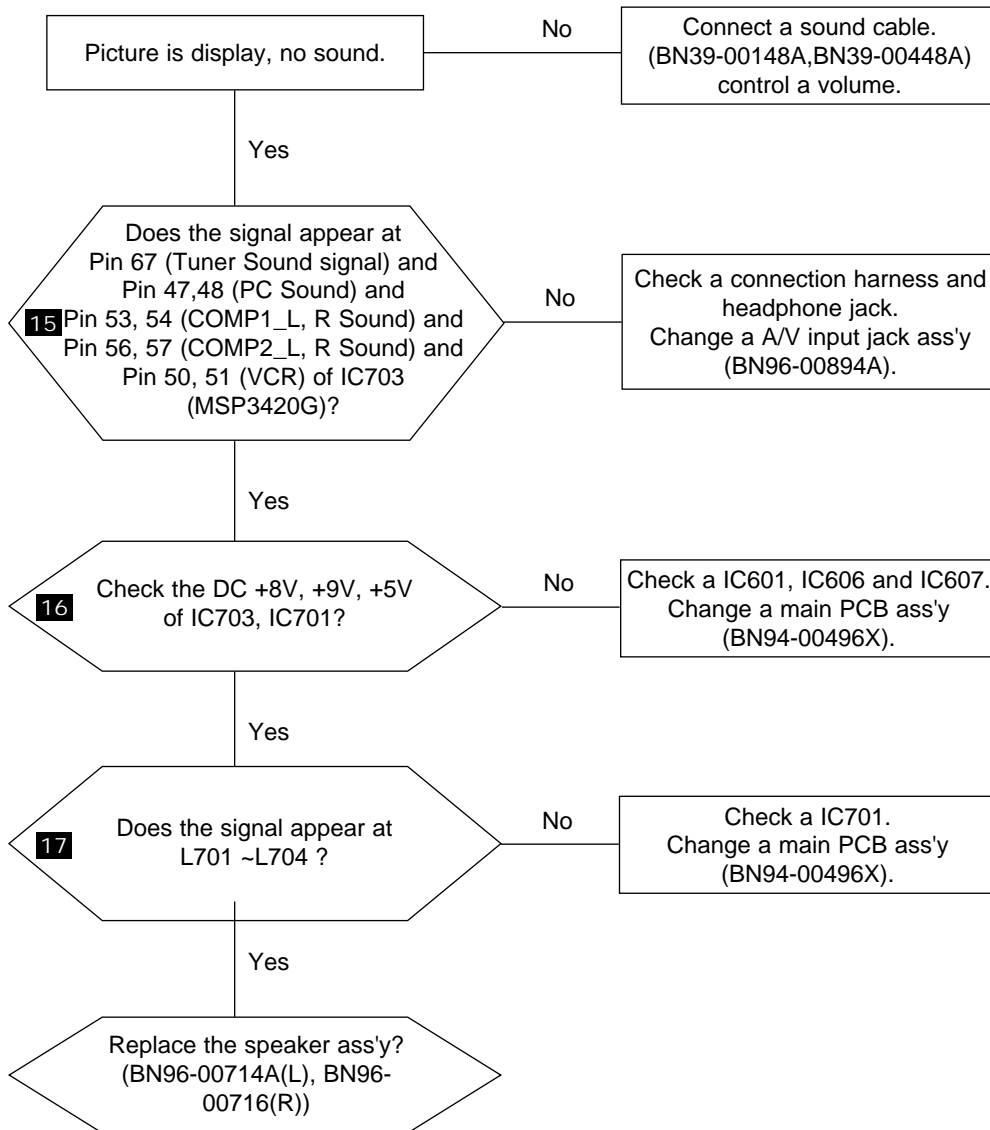 Picture is display, no sound.
No
Connect a sound cable.
(BN39-00148A,BN39-00448A)
control a volume.
Yes
Does the signal appear at
Pin 67 (Tuner Sound signal) and
Pin 47,48 (PC Sound) and
15 Pin 53, 54 (COMP1_L, R Sound) and
Pin 56, 57 (COMP2_L, R Sound) and
Pin 50, 51 (VCR) of IC703
(MSP3420G)?
No
Check a connection harness and
headphone jack.
Change a A/V input jack ass'y
(BN96-00894A).
Yes
16
Check the DC +8V, +9V, +5V
of IC703, IC701?
No
Check a IC601, IC606 and IC607.
Change a main PCB ass'y
(BN94-00496X).
Yes
17
Does the signal appear at
L701 ~L704 ?
No
Check a IC701.
Change a main PCB ass'y
(BN94-00496X).
Yes
Replace the speaker ass'y?
(BN96-00714A(L), BN96-
00716(R))